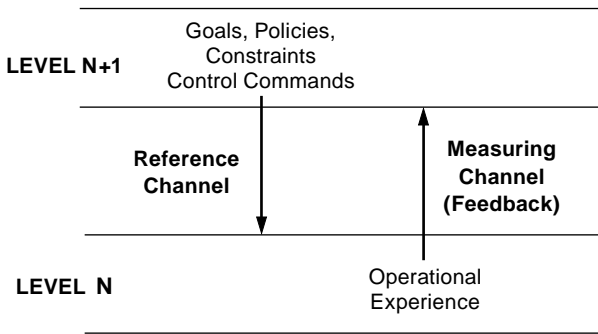 Goals, Policies,
Constraints
Control Commands
LEVEL N+1
Reference
Channel
Measuring
Channel
(Feedback)
LEVEL N
Operational
Experience